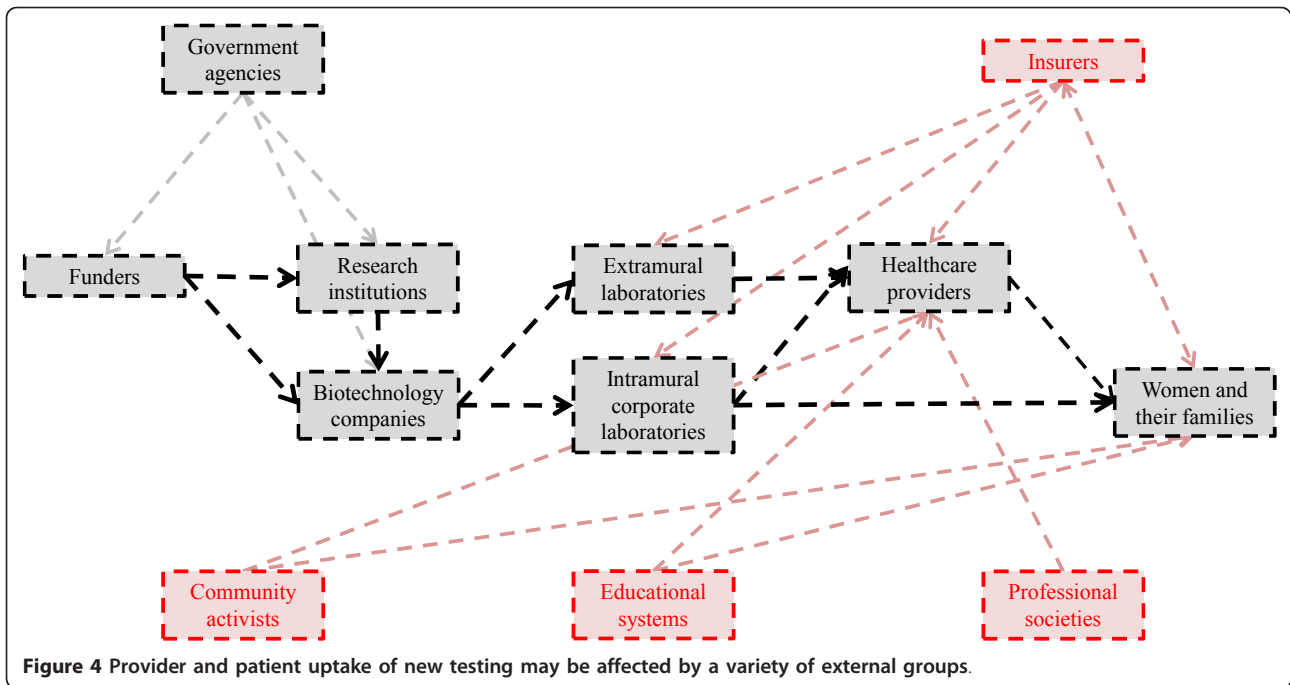 Government
agencies
Insurers
Funders
Research
institutions
Extramural
laboratories
Healthcare
providers
Biotechnology
companies
Intramural
corporate
laboratories
Women and
their families
Community
activists
Educational
systems
Professional
societies
Figure 4 Provider and patient uptake of new testing may be affected by a variety of external groups.